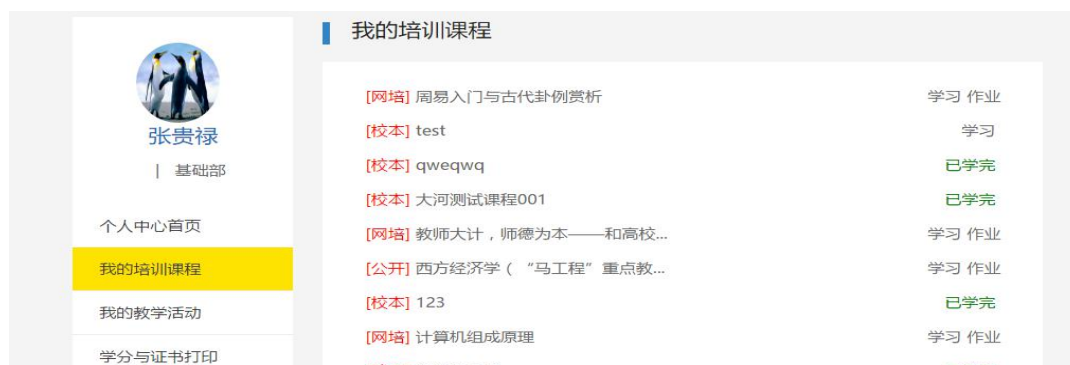 我的培训课程
张贵禄
| 基础部
个人中心首页
我的培训课程
我的教学活动
学分与证书打印
[网培] 周易入门与古代卦例赏析 学习 作业
[校本] test 学习
[校本] qweqwq 已学完
[校本] 大河测试课程001 已学完
[网培] 教师大计，师德为本——和高校... 学习 作业
[公开] 西方经济学（“马工程”重点教... 学习 作业
[校本] 123 已学完
[网培] 计算机组成原理 学习 作业